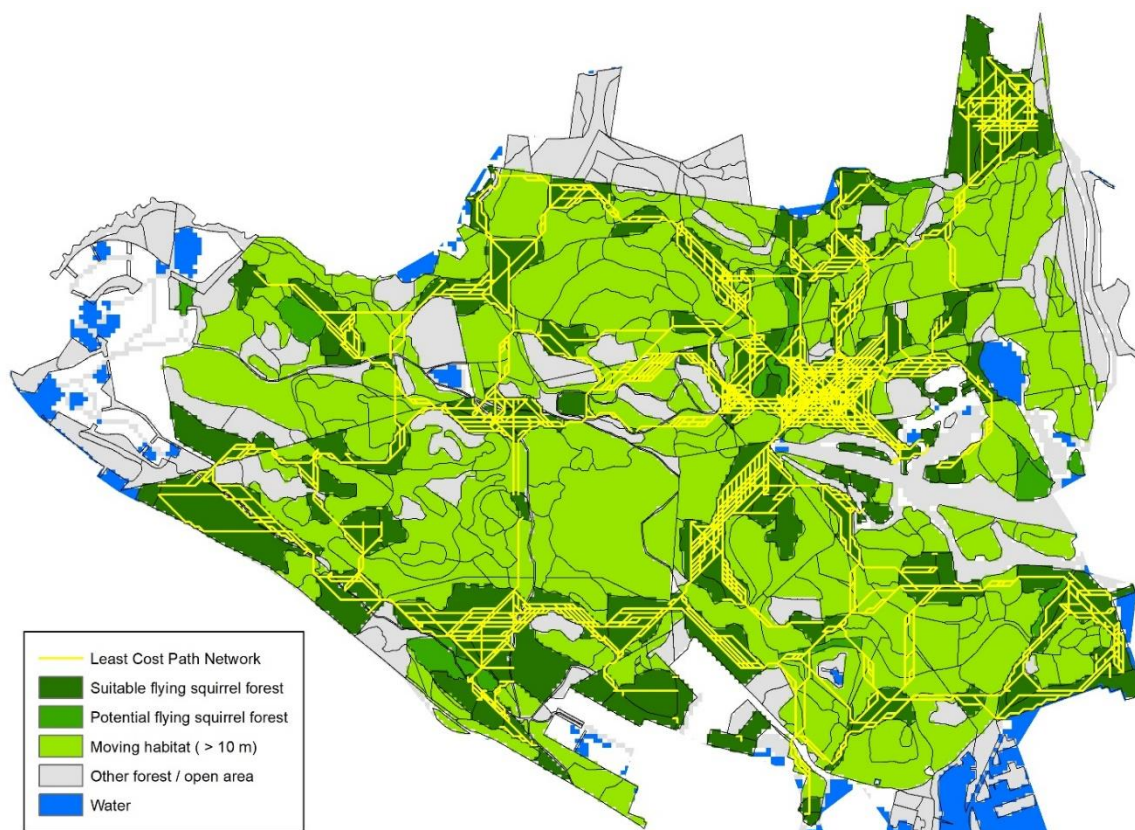 Least Cost Path Network
Suitable flying squirrel forest
Potential flying squirrel forest
Moving habitat ( > 10 m)
Other forest / open area
Water